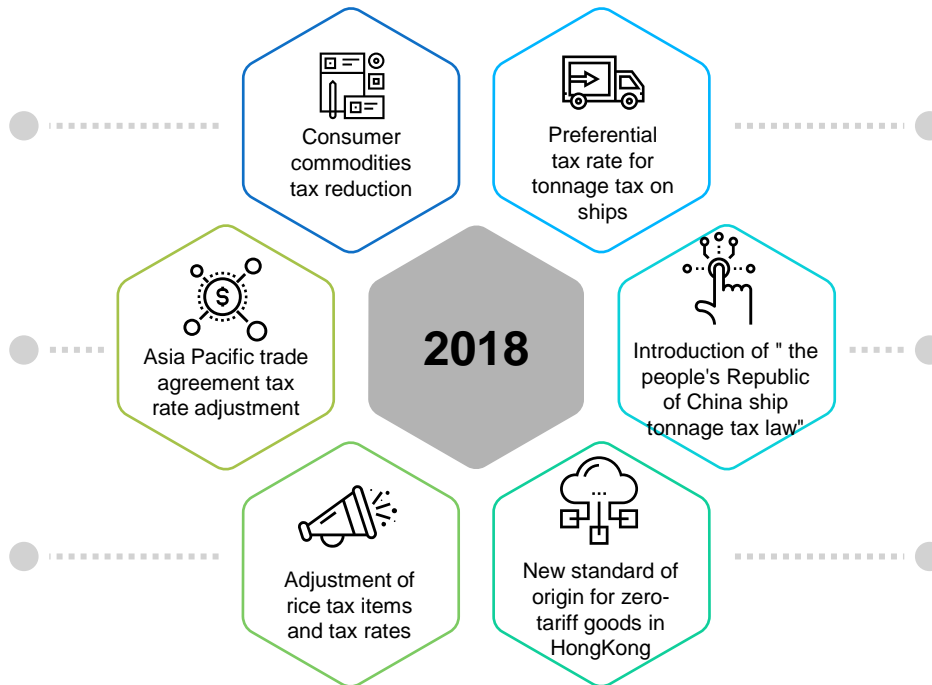 Consumer
commodities
tax reduction
Preferential
tax rate for
tonnage tax on
ships
Asia Pacific trade
agreement tax
rate adjustment
2018
Introduction of " the
people's Republic
of China ship
tonnage tax law"
Adjustment of
rice tax items
and tax rates
New standard of
origin for zero-
tariff goods in
HongKong